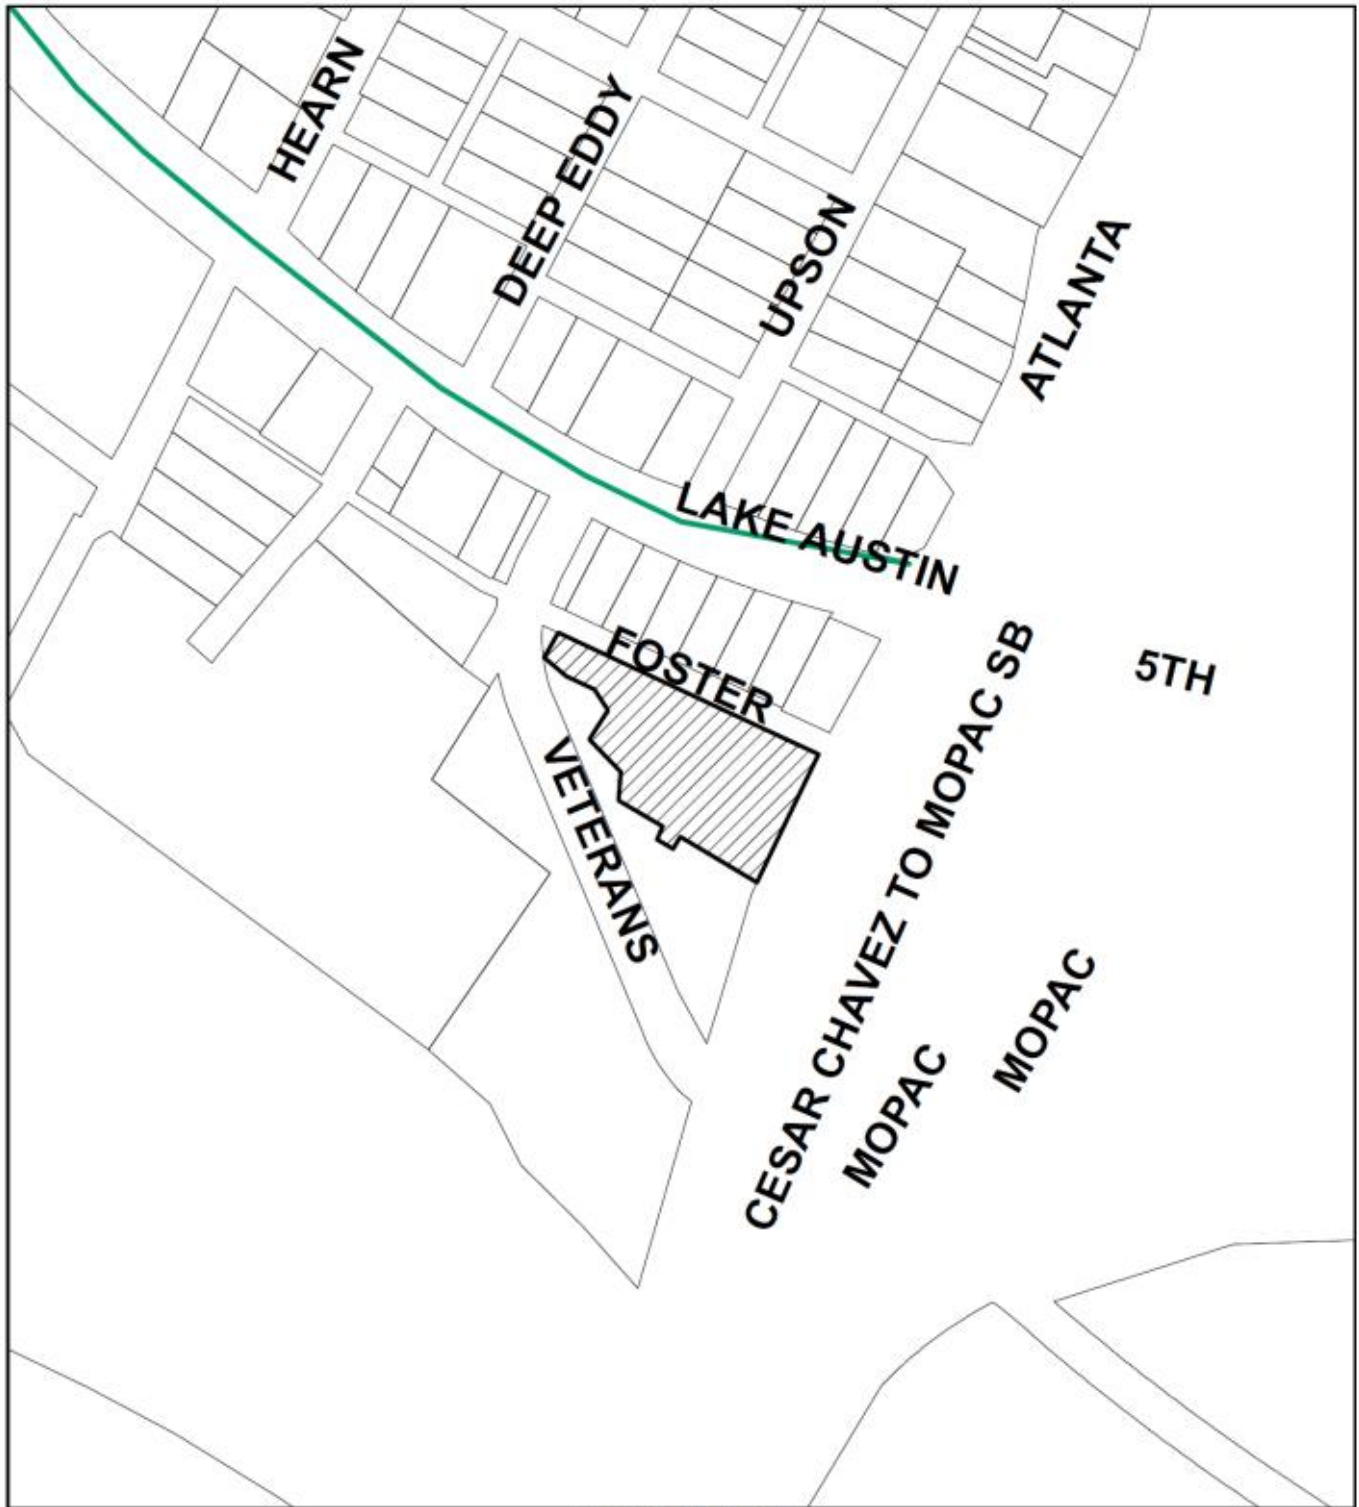 HEARN
DEEP EDDY
UPSON
ATLANTA
LAKE AUSTIN
FOSTER
5TH
VETERANS
CESAR CHAVEZ TO MOPAC SB
MOPAC
MOPAC